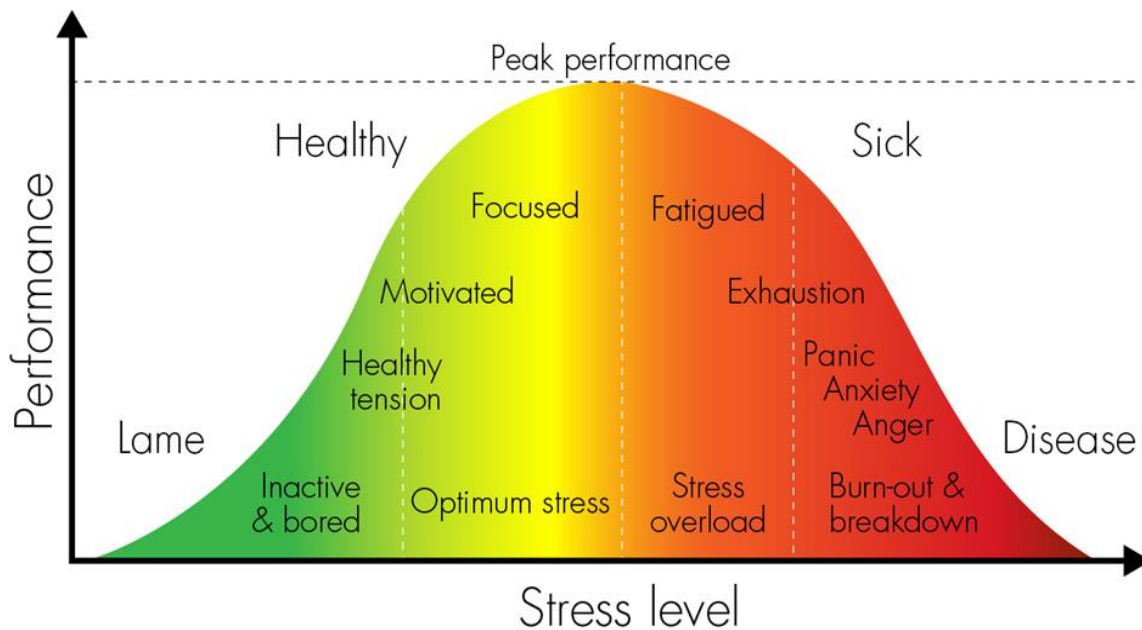 Peak performance
Healthy
Sick
Focused
Fatigued
Motivated
Exhaustion
Healthy
tension
Panic
Anxiety
Anger
Lame
Disease
Inactive
& bored
Optimum stress
Stress
overload
Burn-out &
breakdown
Performance
Stress level